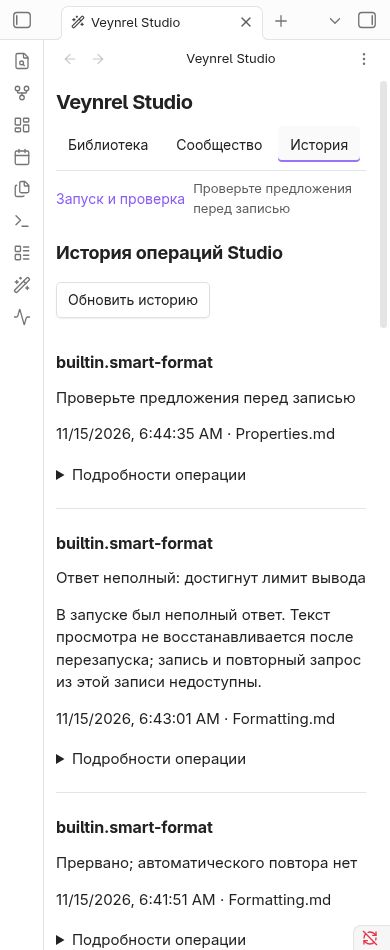 Veynrel Studio
Veynrel Studio
Veynrel Studio
Библиотека
Сообщество
История
Запуск и проверка
Проверьте предложения
перед записью
История операций Studio
Обновить историю
builtin.smart-format
Проверьте предложения перед записью
11/15/2026, 6:44:35 AM · Properties.md
Подробности операции
builtin.smart-format
Ответ неполный: достигнут лимит вывода
В запуске был неполный ответ. Текст
просмотра не восстанавливается после
перезапуска; запись и повторный запрос
из этой записи недоступны.
11/15/2026, 6:43:01 AM · Formatting.md
Подробности операции
builtin.smart-format
Прервано; автоматического повтора нет
11/15/2026, 6:41:51 AM · Formatting.md
Подробности операции